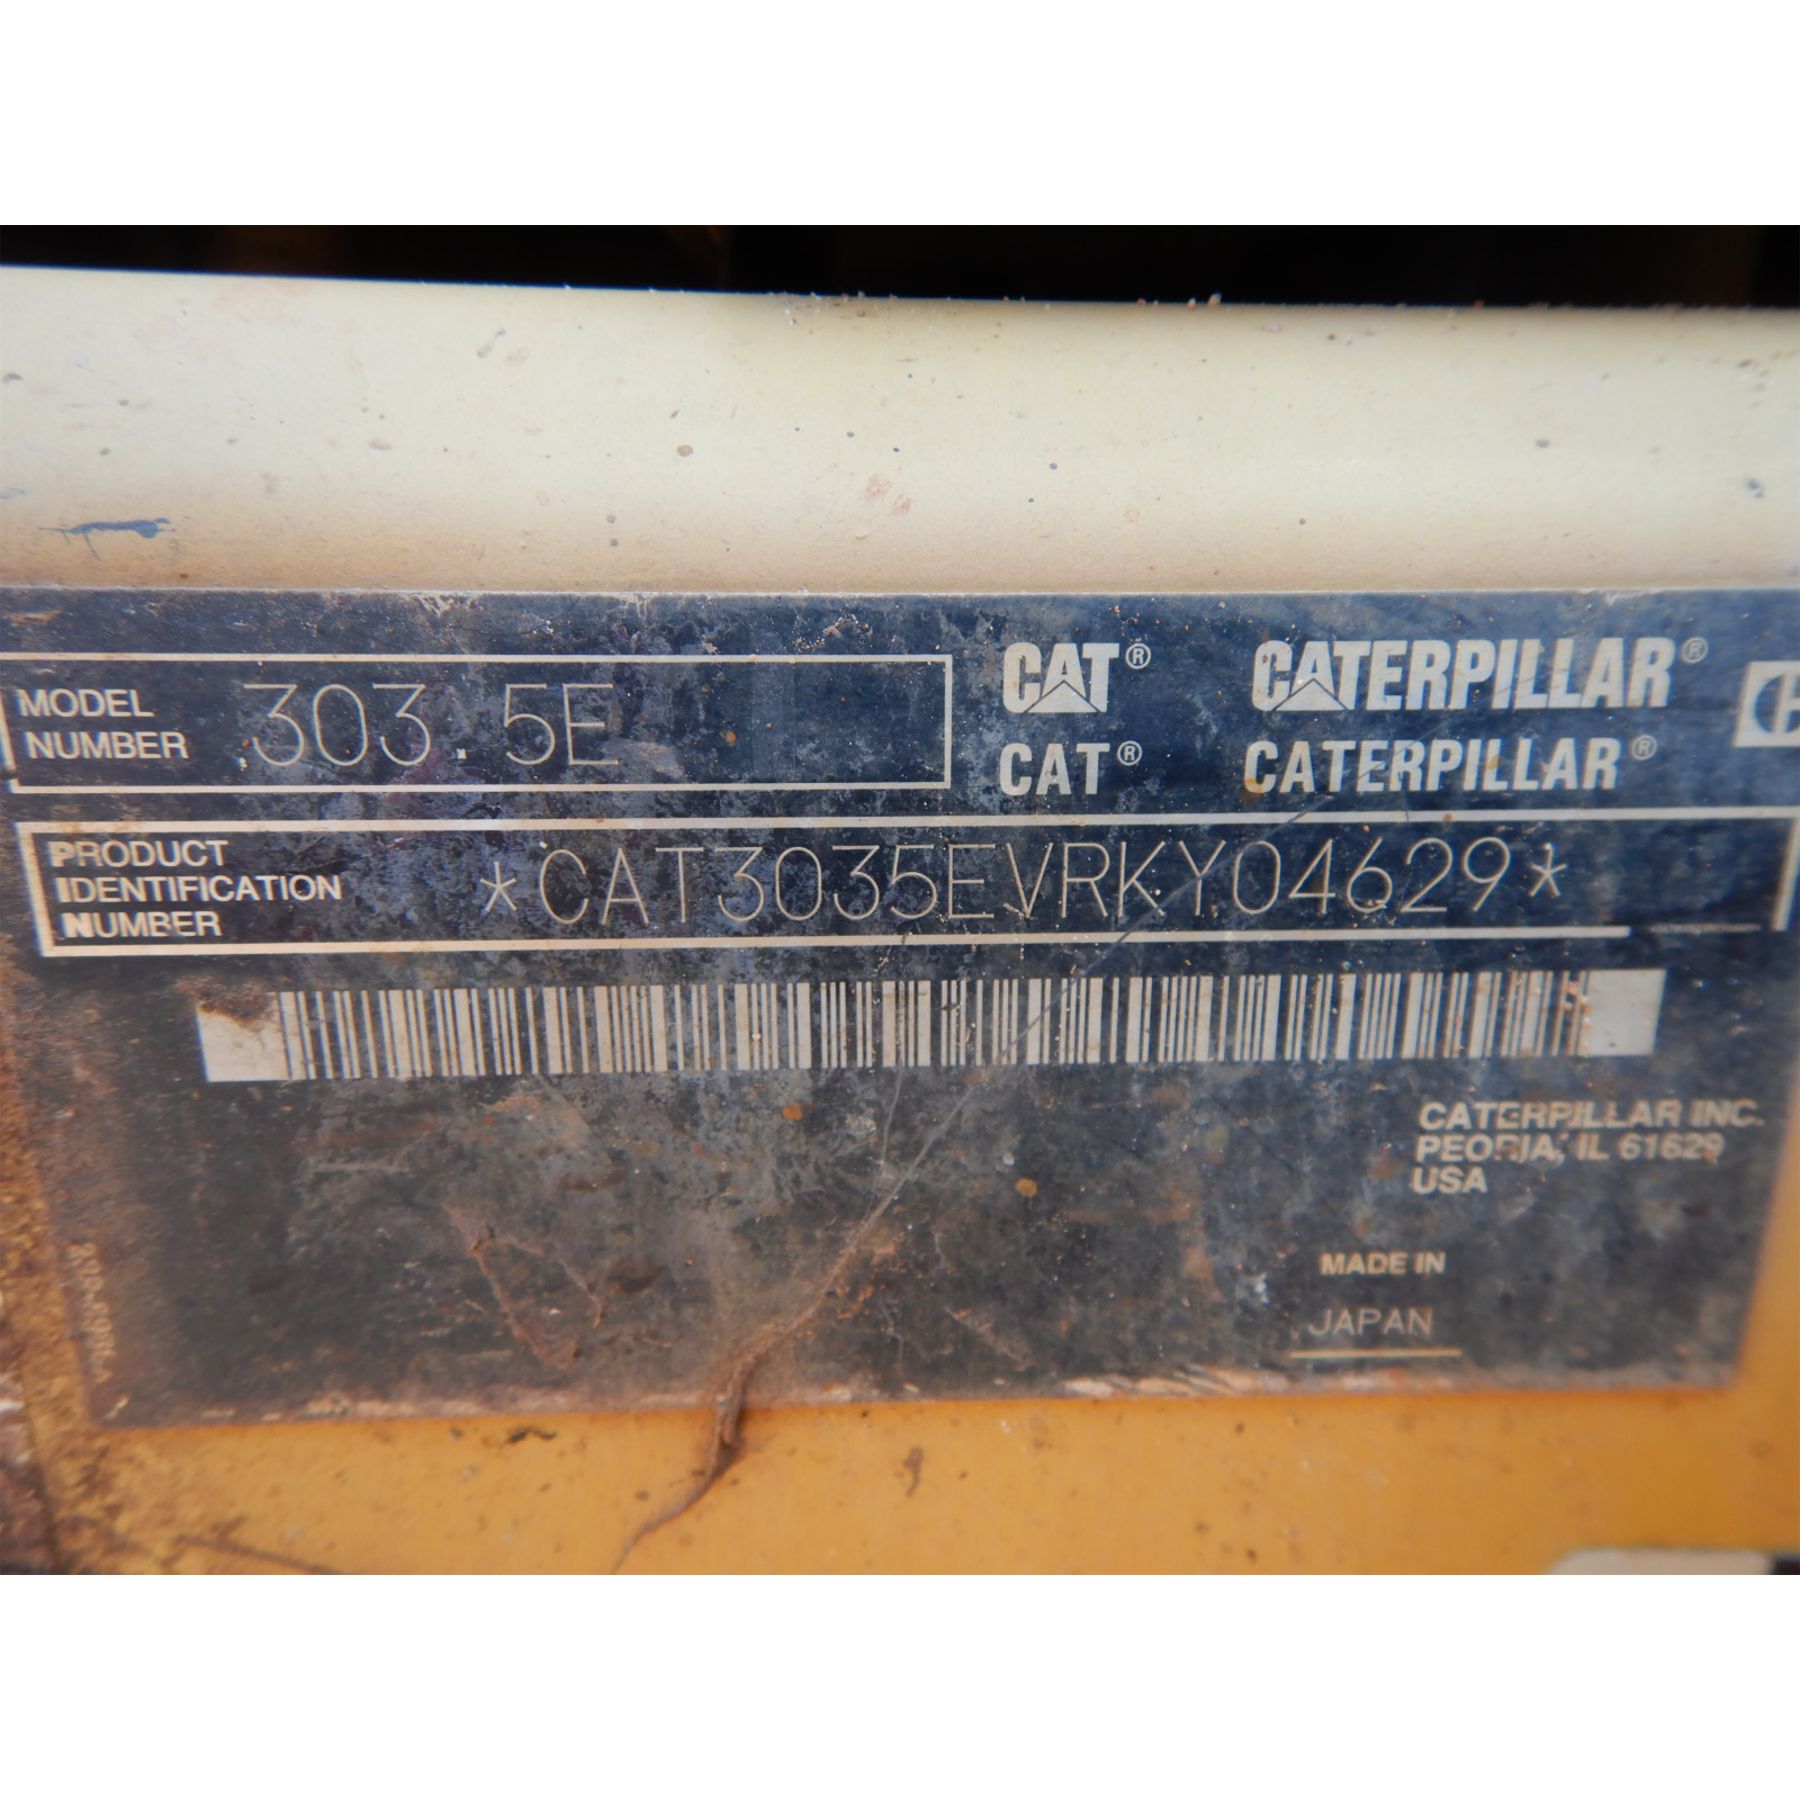 MODEL NUMBER 303.5E
CAT® CATERPILLAR®
CAT® CATERPILLAR®
PRODUCT
IDENTIFICATION
NUMBER
*CAT3035EVRKY04629*
CATERPILLAR INC.
PEORIA, IL 61629
USA
MADE IN
JAPAN